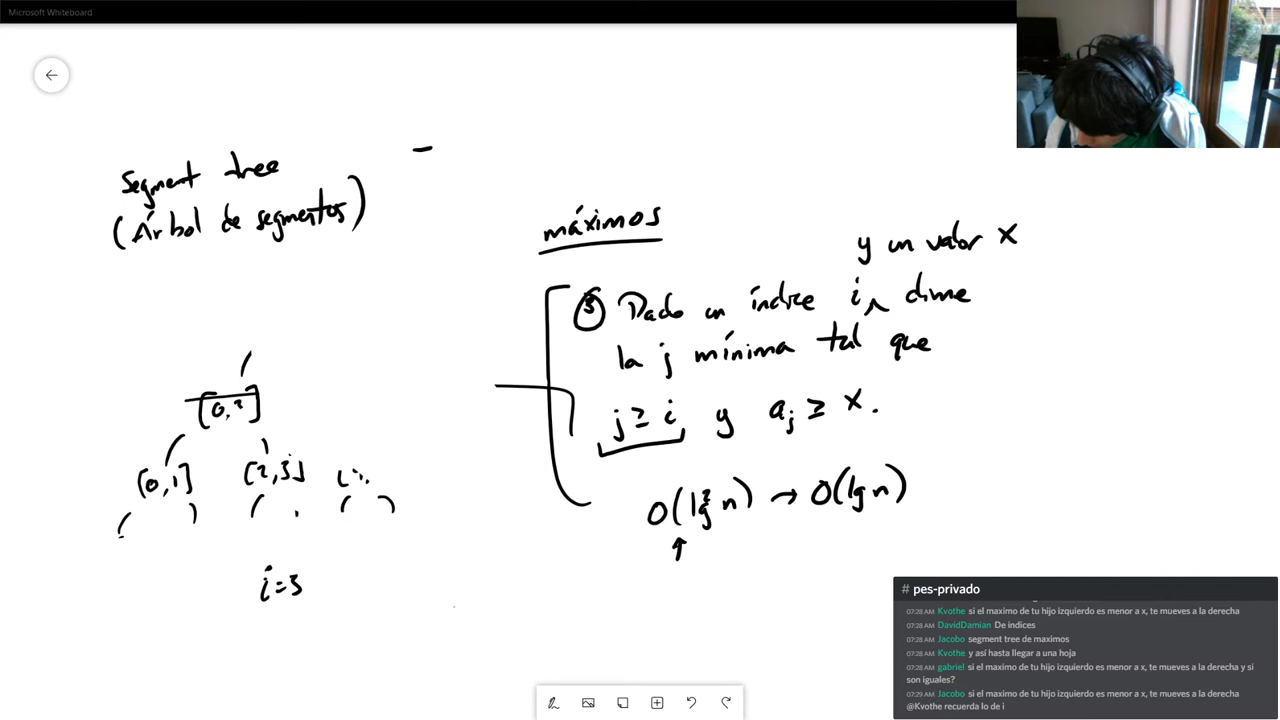 Microsoft Whiteboard
Segment tree
(Árbol de segmentos)
máximos
y un valor x
③ Dado un índice i, dime
la j mínima tal que
j ≥ i y aj ≥ x.
O(lg² n) → O(lg n)
↑
[0,3]
[0,1] [2,3]
i=3
# pes-privado
07:28 AM Kvothe si el maximo de tu hijo izquierdo es menor a x, te mueves a la derecha
07:28 AM DavidDamian De indices
07:28 AM Jacobo segment tree de maximos
07:28 AM Kvothe y así hasta llegar a una hoja
07:28 AM gabriel si el maximo de tu hijo izquierdo es menor a x, te mueves a la derecha y si
son iguales?
07:29 AM Jacobo si el maximo de tu hijo izquierdo es menor a x, te mueves a la derecha
@Kvothe recuerda lo de i